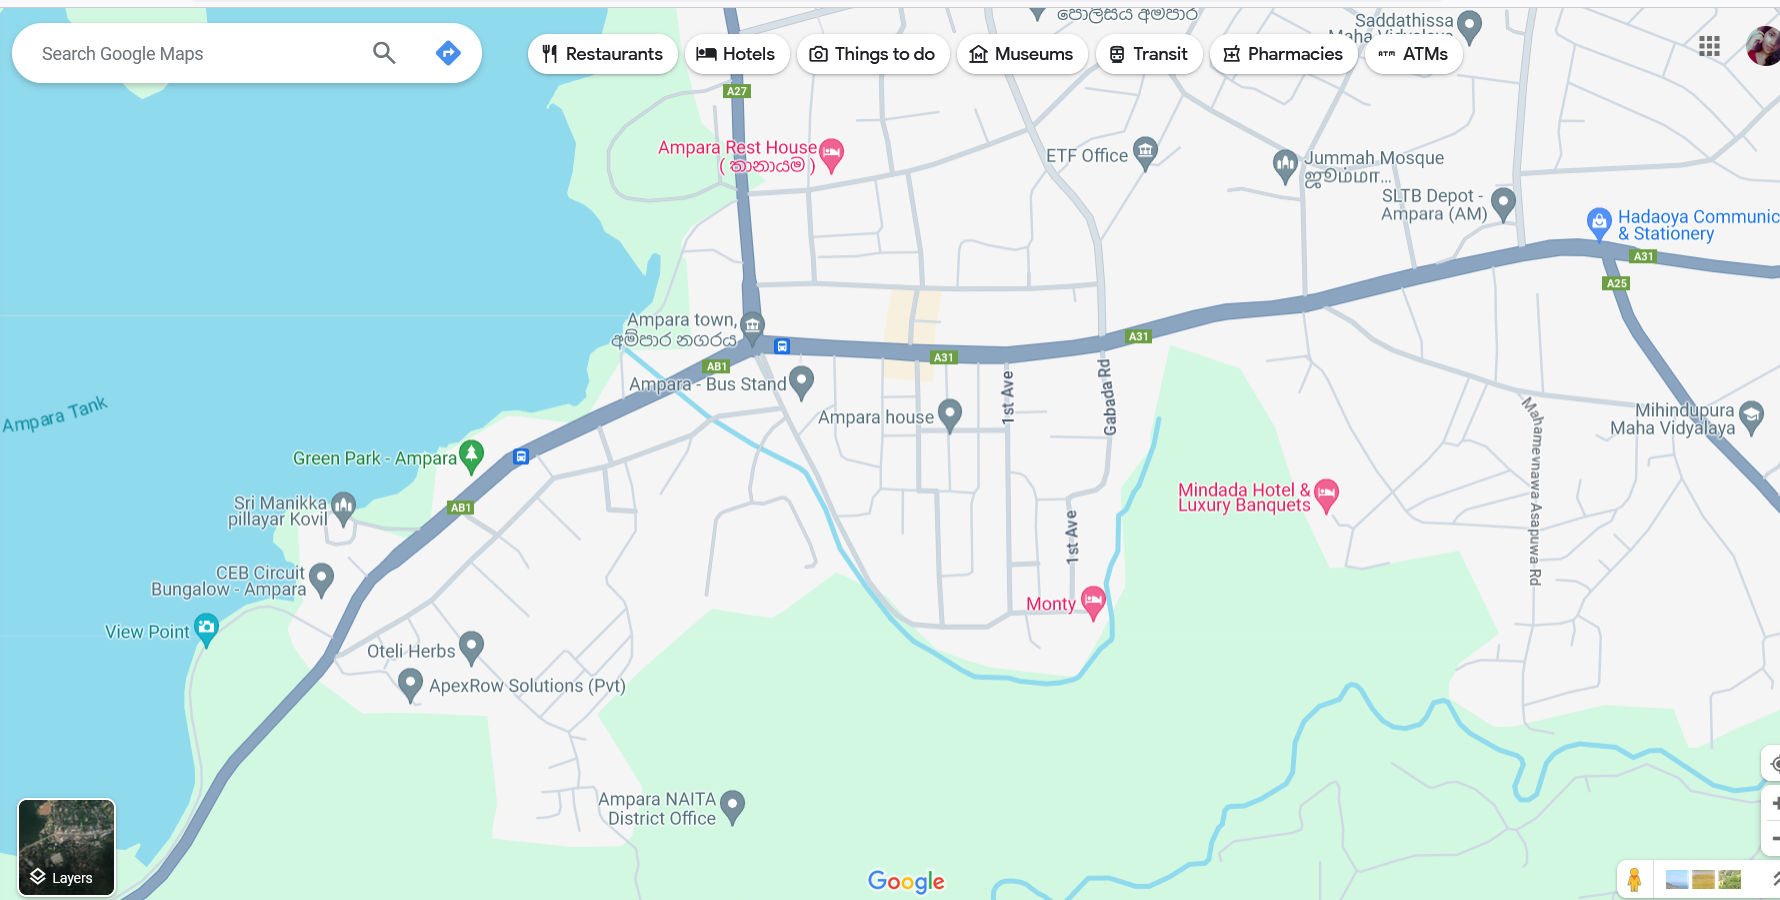 පොලිසිය අම්පාර
Saddathissa
Maha Vidyalaya
Search Google Maps
Restaurants
Hotels
Things to do
Museums
Transit
Pharmacies
ATMs
A27
Ampara Rest House
( තානායම )
ETF Office
Jummah Mosque
ஜும்மா...
SLTB Depot -
Ampara (AM)
Hadaoya Communic
& Stationery
A31
A25
Ampara town,
අම්පාර නගරය
A31
A31
AB1
Ampara - Bus Stand
Ampara house
1st Ave
Gabada Rd
Ampara Tank
Mahamevnawa Asapuwa Rd
Mihindupura
Maha Vidyalaya
Green Park - Ampara
Sri Manikka
pillayar Kovil
AB1
Mindada Hotel &
Luxury Banquets
1st Ave
CEB Circuit
Bungalow - Ampara
Monty
View Point
Oteli Herbs
ApexRow Solutions (Pvt)
Ampara NAITA
District Office
Layers
Google